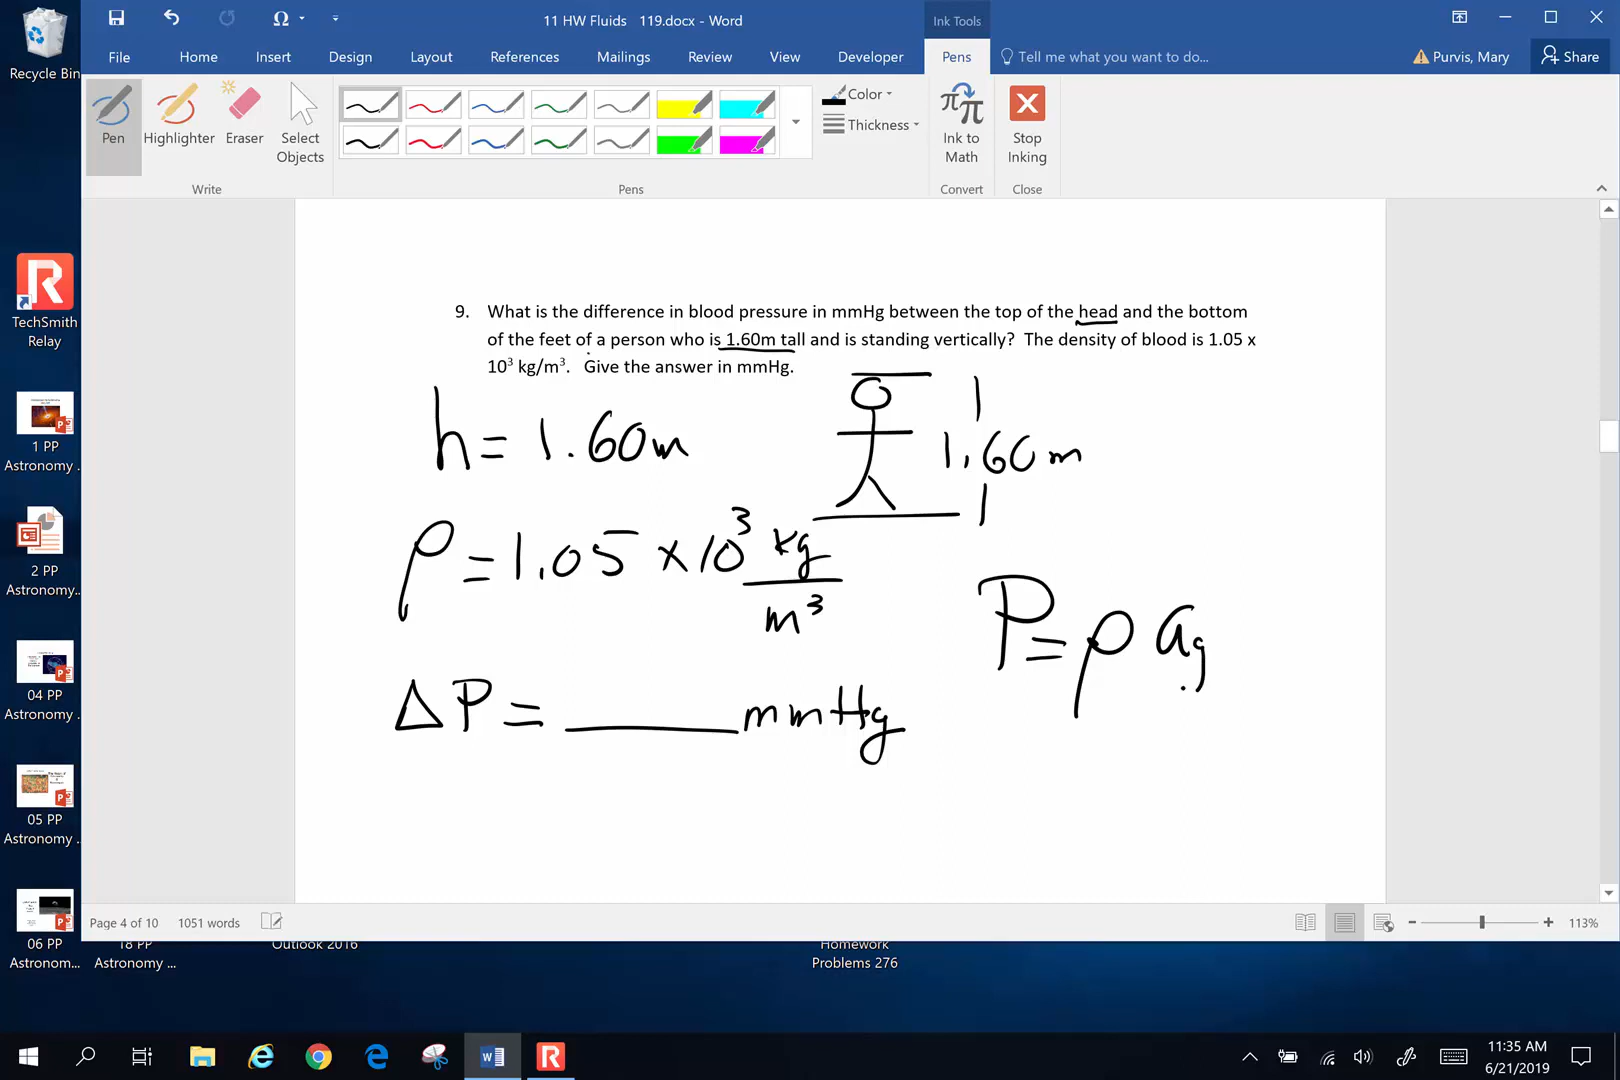 Recycle Bin
TechSmith
Relay
1 PP
Astronomy .
2 PP
Astronomy..
04 PP
Astronomy .
05 PP
Astronomy .
06 PP
Astronom...
18 PP
Astronomy ...
Outlook 2016
Homework
Problems 276
11 HW Fluids 119.docx - Word
Ink Tools
File Home Insert Design Layout References Mailings Review View Developer Pens Tell me what you want to do... Purvis, Mary Share
Pen Highlighter Eraser Select Objects
Color
Thickness
Ink to Math
Stop Inking
Write Pens Convert Close
9. What is the difference in blood pressure in mmHg between the top of the head and the bottom
of the feet of a person who is 1.60m tall and is standing vertically? The density of blood is 1.05 x
10³ kg/m³. Give the answer in mmHg.
h = 1.60m
1.60m
ρ = 1.05 × 10³ kg
m³
P = ρ ag
ΔP = ______ mmHg
Page 4 of 10 1051 words
113%
11:35 AM
6/21/2019